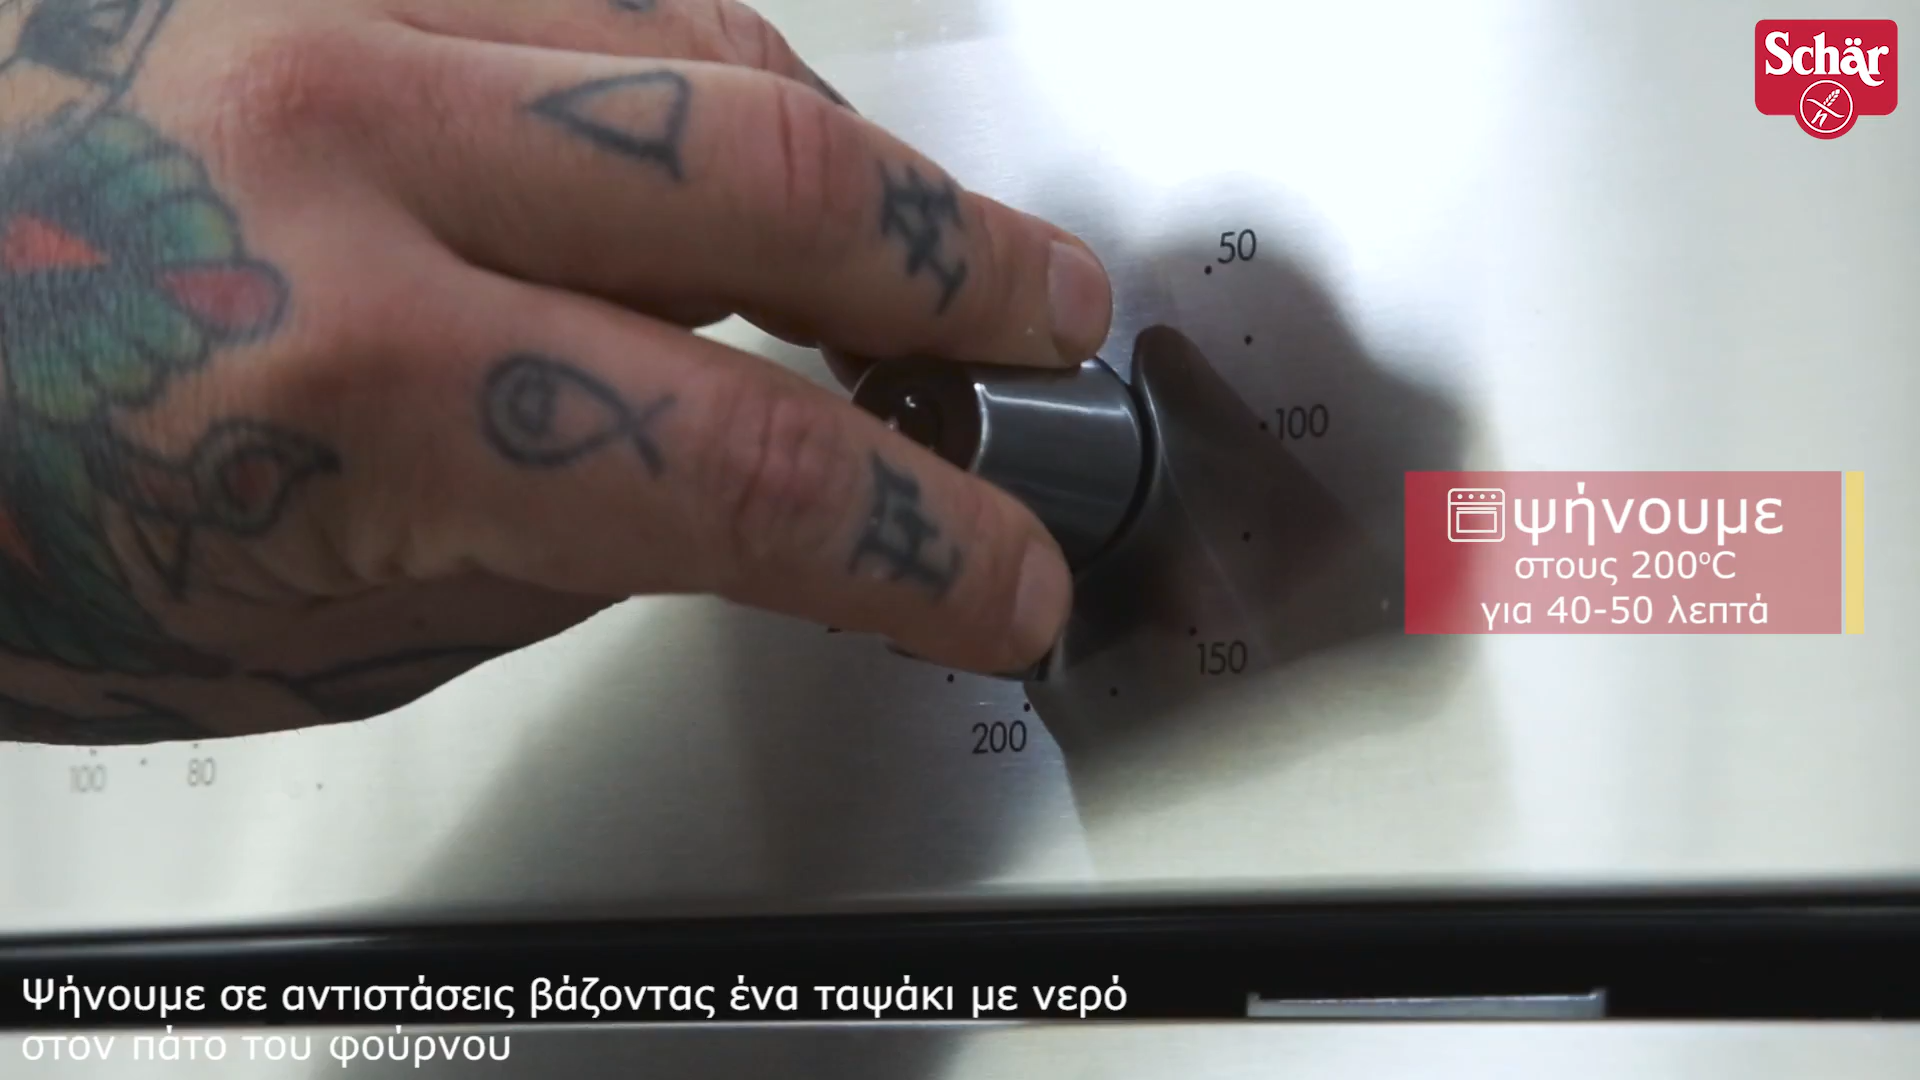 Schär
50
100
ψήνουμε
στους 200ºC
για 40-50 λεπτά
150
200
100
80
Ψήνουμε σε αντιστάσεις βάζοντας ένα ταψάκι με νερό
στον πάτο του φούρνου